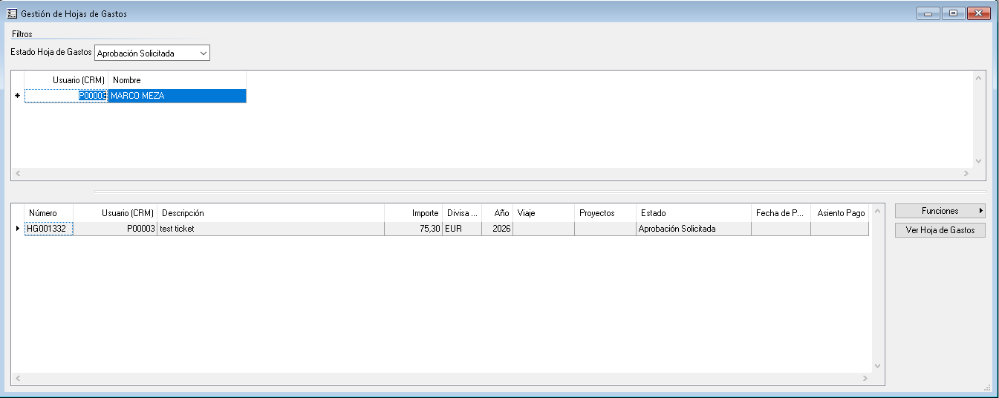 Gestión de Hojas de Gastos
Filtros
Estado Hoja de Gastos Aprobación Solicitada
Usuario (CRM) Nombre
P00003 MARCO MEZA
Número Usuario (CRM) Descripción Importe Divisa ... Año Viaje Proyectos Estado Fecha de P... Asiento Pago
HG001332 P00003 test ticket 75,30 EUR 2026 Aprobación Solicitada
Funciones
Ver Hoja de Gastos